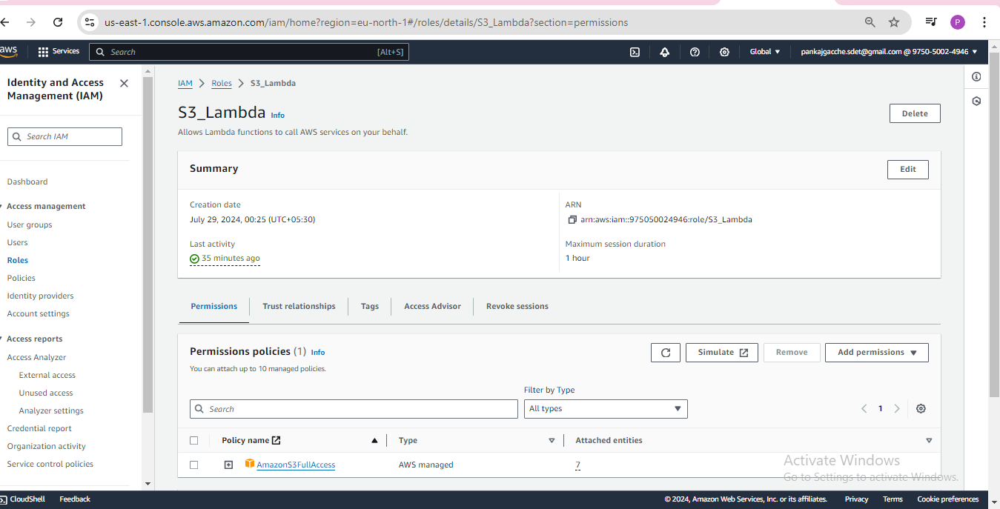 us-east-1.console.aws.amazon.com/iam/home?region=eu-north-1#/roles/details/S3_Lambda?section=permissions
P
aws
Services
Search
[Alt+S]
Global
pankajgacche.sdet@gmail.com @ 9750-5002-4946
Identity and Access
Management (IAM)
Search IAM
Dashboard
Access management
User groups
Users
Roles
Policies
Identity providers
Account settings
Access reports
Access Analyzer
External access
Unused access
Analyzer settings
Credential report
Organization activity
Service control policies
IAM > Roles > S3_Lambda
S3_Lambda Info
Delete
Allows Lambda functions to call AWS services on your behalf.
Summary
Edit
Creation date
July 29, 2024, 00:25 (UTC+05:30)
ARN
arn:aws:iam::975050024946:role/S3_Lambda
Last activity
35 minutes ago
Maximum session duration
1 hour
Permissions
Trust relationships
Tags
Access Advisor
Revoke sessions
Permissions policies (1) Info
You can attach up to 10 managed policies.
Simulate
Remove
Add permissions
Filter by Type
Search
All types
1
Policy name
Type
Attached entities
AmazonS3FullAccess
AWS managed
7
Activate Windows
Go to Settings to activate Windows.
CloudShell
Feedback
© 2024, Amazon Web Services, Inc. or its affiliates.
Privacy
Terms
Cookie preferences